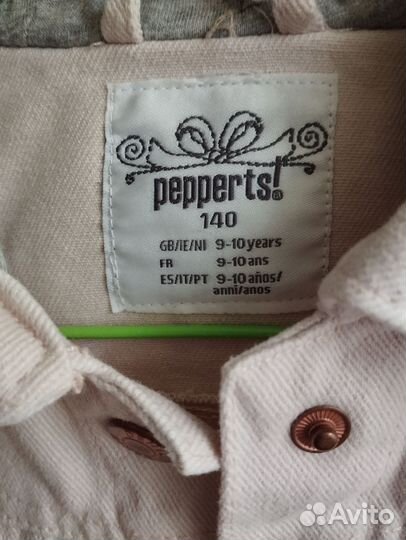 pepperts!
140
GB/IE/NI 9-10 years
FR 9-10 ans
ES/IT/PT 9-10 años/
anni/anos
Avito